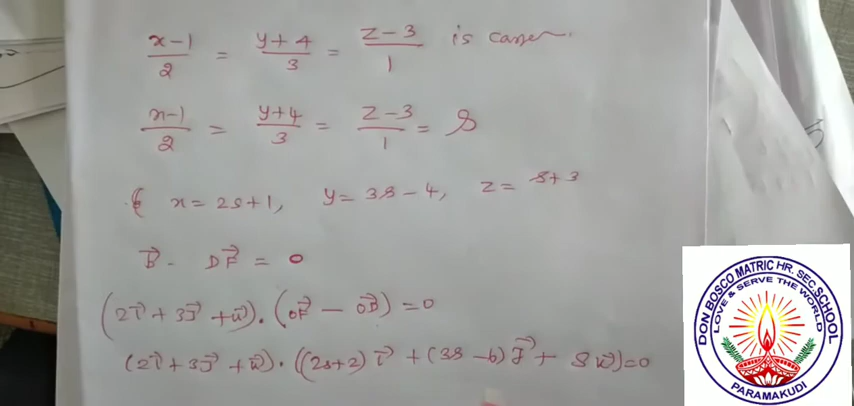 x-1/2 = y+4/3 = z-3/1 is
x-1/2 = y+4/3 = z-3/1 = s
x = 2s+1, y = 3s-4, z = s+3
b⃗ . DF⃗ = 0
(2i⃗ + 3j⃗ + k⃗).(OF⃗ - OD⃗) = 0
(2i⃗ + 3j⃗ + k⃗).((2s+2)i⃗ + (3s-6)j⃗ + s k⃗) = 0
DON BOSCO MATRIC HR. SEC. SCHOOL
LOVE & SERVE THE WORLD
PARAMAKUDI